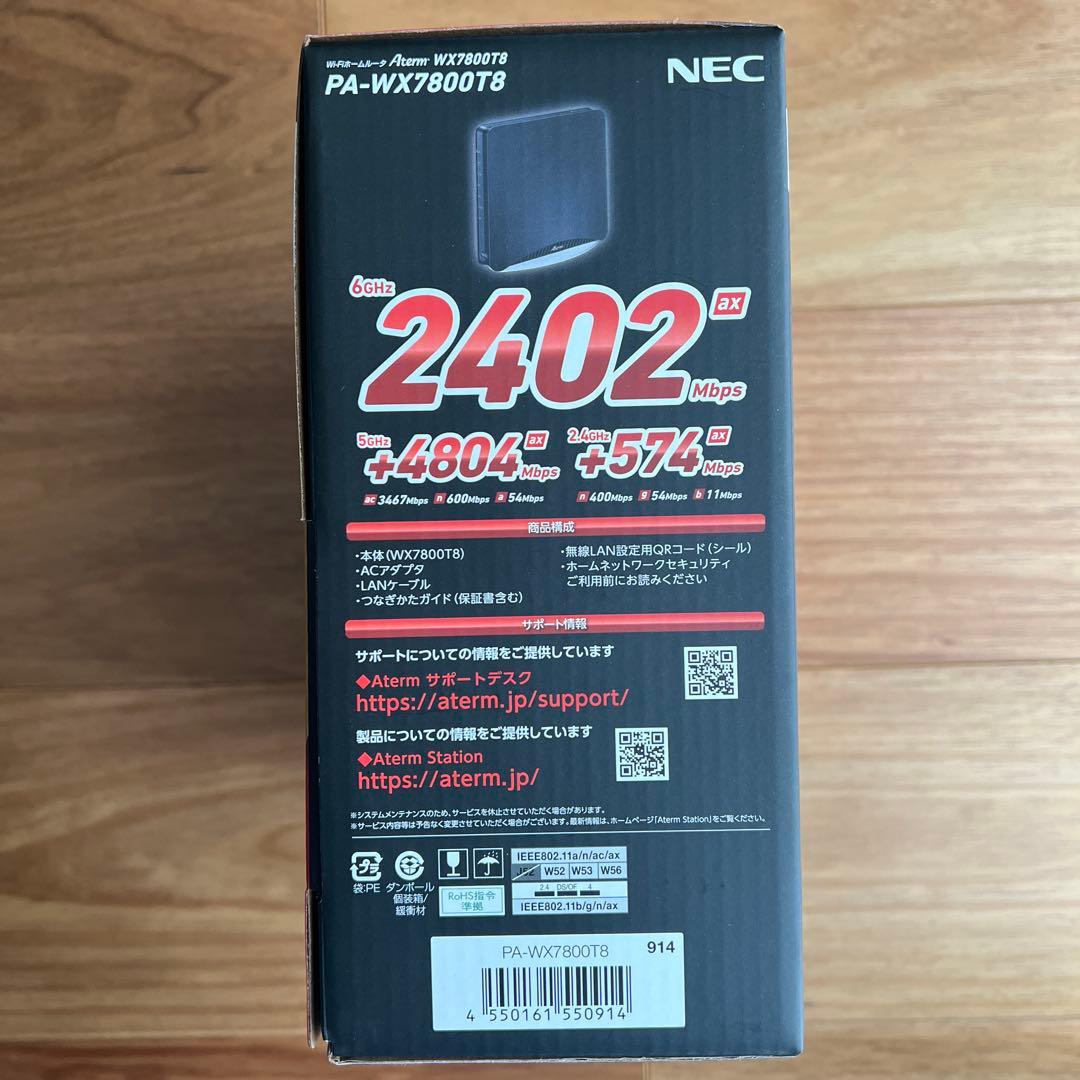 Wi-Fiホームルータ Aterm WX7800T8
PA-WX7800T8
NEC
Aterm
6GHz
2402 Mbps ax
5GHz
+4804 Mbps ax
2.4GHz
+574 Mbps ax
ac 3467Mbps n 600Mbps a 54Mbps
n 400Mbps g 54Mbps b 11Mbps
商品構成
・本体(WX7800T8)
・ACアダプタ
・LANケーブル
・つなぎかたガイド(保証書含む)
・無線LAN設定用QRコード(シール)
・ホームネットワークセキュリティ
ご利用前にお読みください
サポート情報
サポートについての情報をご提供しています
◆Aterm サポートデスク
https://aterm.jp/support/
製品についての情報をご提供しています
◆Aterm Station
https://aterm.jp/
※システムメンテナンスのため、サービスを休止させていただく場合があります。
※サービス内容等は予告なく変更させていただく場合がございます。最新情報は、ホームページ「Aterm Station」をご覧ください。
プラ
袋:PE
ダンボール
個装箱/
緩衝材
RoHS指令
準拠
IEEE802.11a/n/ac/ax
J52 W52 W53 W56
2.4 DS/OF 4
IEEE802.11b/g/n/ax
PA-WX7800T8 914
4 550161 550914